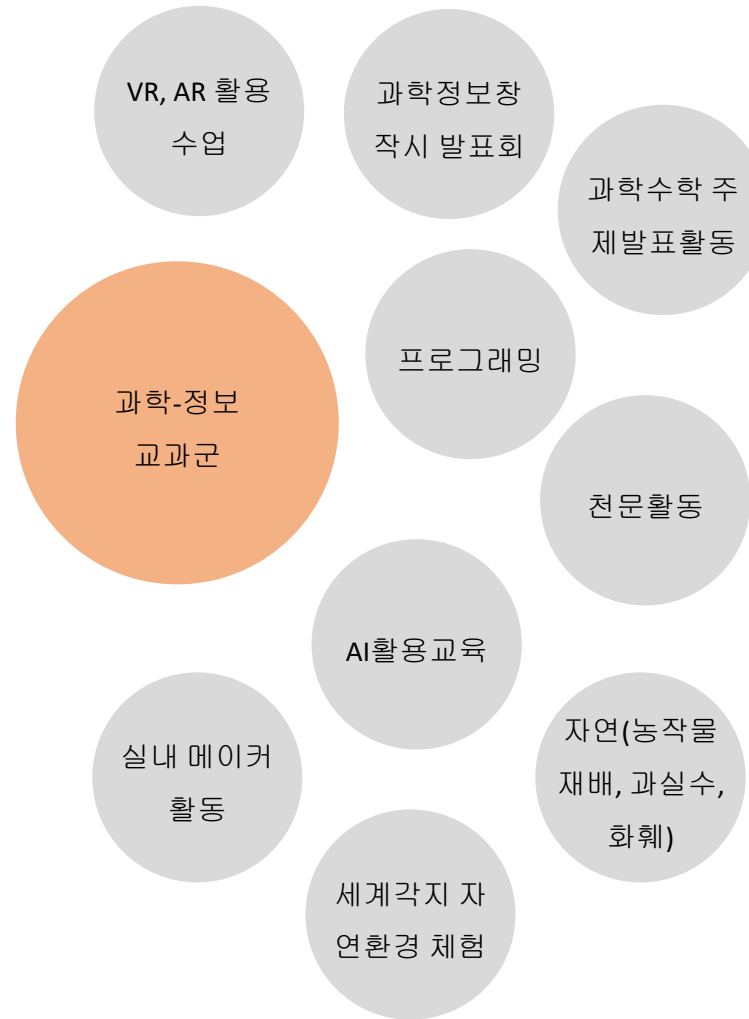 VR, AR 활용
수업
과학정보창
작시 발표회
과학수학 주
제발표활동
프로그래밍
과학-정보
교과군
천문활동
AI활용교육
실내 메이커
활동
자연(농작물
재배, 과실수,
화훼)
세계각지 자
연환경 체험